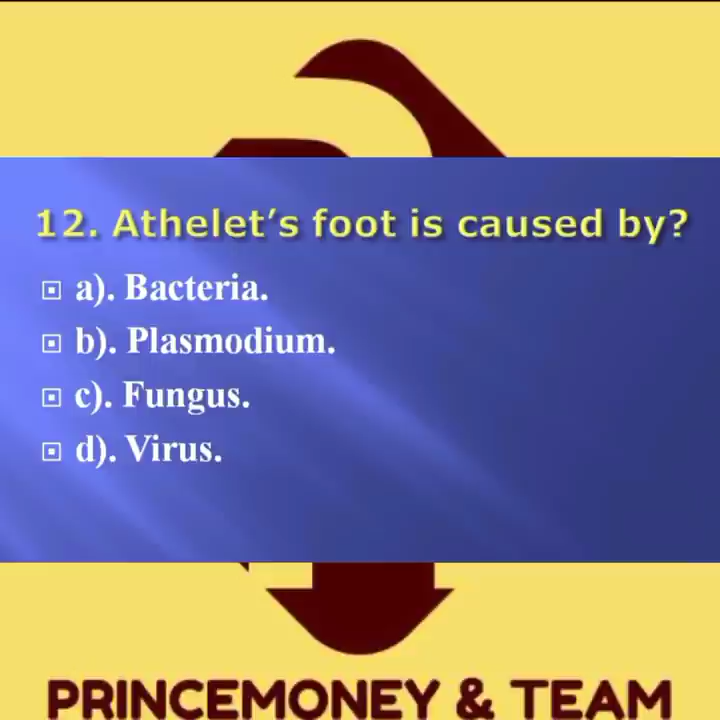 12. Athelet’s foot is caused by?
a). Bacteria.
b). Plasmodium.
c). Fungus.
d). Virus.
PRINCEMONEY & TEAM